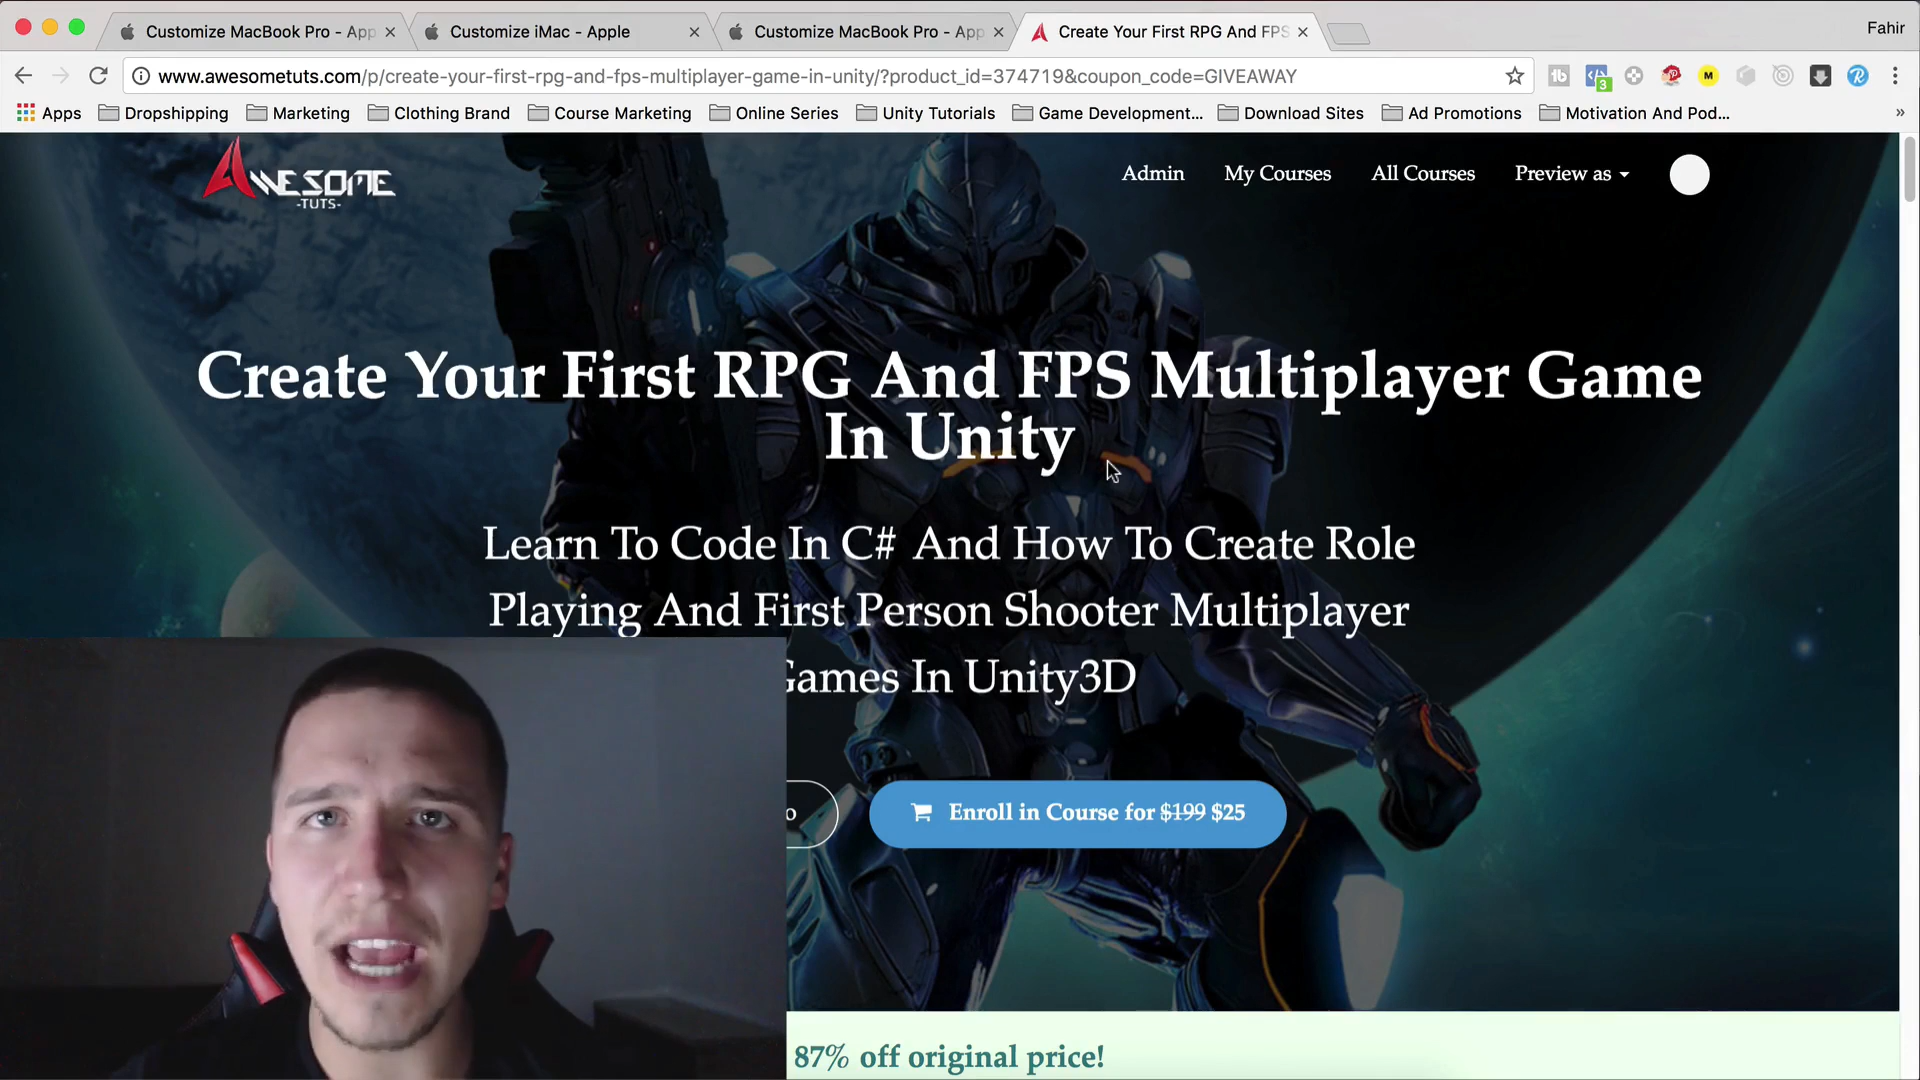 Customize MacBook Pro - App
Customize iMac - Apple
Customize MacBook Pro - App
Create Your First RPG And FPS
Fahir
www.awesometuts.com/p/create-your-first-rpg-and-fps-multiplayer-game-in-unity/?product_id=374719&coupon_code=GIVEAWAY
3
M
Apps
Dropshipping
Marketing
Clothing Brand
Course Marketing
Online Series
Unity Tutorials
Game Development...
Download Sites
Ad Promotions
Motivation And Pod...
»
AWESOME
-TUTS-
Admin
My Courses
All Courses
Preview as
Create Your First RPG And FPS Multiplayer Game
In Unity
Learn To Code In C# And How To Create Role
Playing And First Person Shooter Multiplayer
Games In Unity3D
o
Enroll in Course for $199 $25
87% off original price!